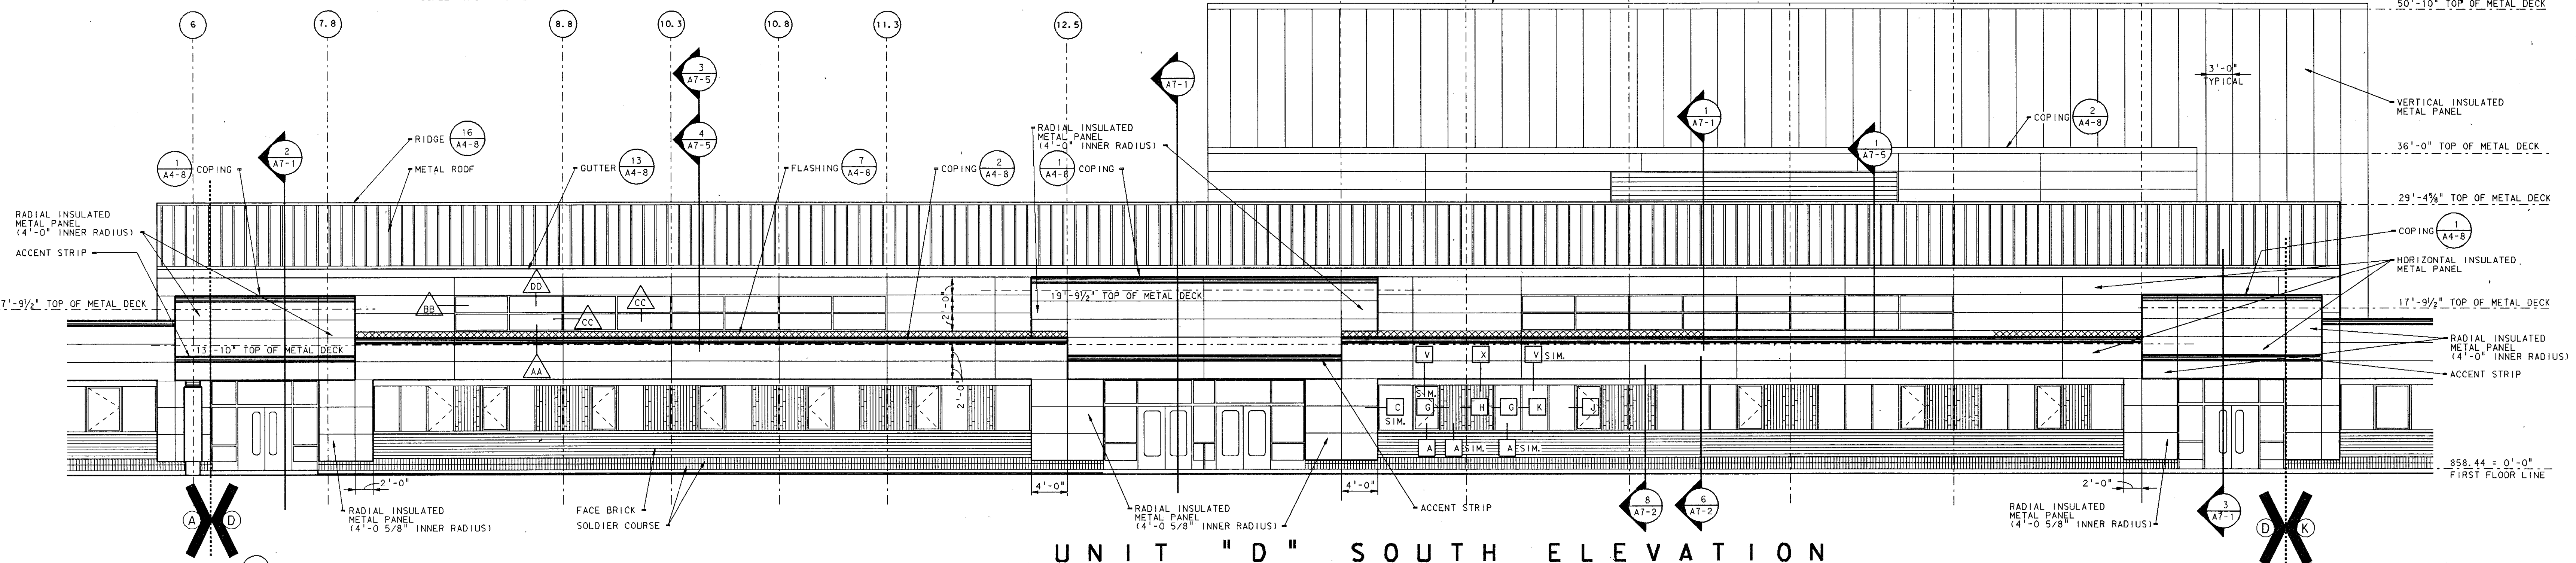 6
7.8
8.8
10.3
10.8
11.3
12.5
50'-10" TOP OF METAL DECK
3
A7-5
A7-1
3'-0"
TYPICAL
VERTICAL INSULATED
METAL PANEL
1
A7-1
COPING
2
A4-8
RIDGE
16
A4-8
4
A7-5
RADIAL INSULATED
METAL PANEL
(4'-0" INNER RADIUS)
1
A7-5
36'-0" TOP OF METAL DECK
1
A4-8
COPING
2
A7-1
METAL ROOF
GUTTER
13
A4-8
FLASHING
7
A4-8
COPING
2
A4-8
1
A4-8
COPING
29'-4⅝" TOP OF METAL DECK
RADIAL INSULATED
METAL PANEL
(4'-0" INNER RADIUS)
ACCENT STRIP
COPING
1
A4-8
HORIZONTAL INSULATED
METAL PANEL
DD
BB
CC
CC
AA
7'-9½" TOP OF METAL DECK
19'-9½" TOP OF METAL DECK
17'-9½" TOP OF METAL DECK
2'-0"
2'-0"
13'-10" TOP OF METAL DECK
RADIAL INSULATED
METAL PANEL
(4'-0" INNER RADIUS)
ACCENT STRIP
V
X
V
SIM.
SIM.
C
SIM.
G
H
G
K
J
A
A
SIM.
A
SIM.
858.44 = 0'-0"
FIRST FLOOR LINE
2'-0"
4'-0"
4'-0"
2'-0"
A
D
RADIAL INSULATED
METAL PANEL
(4'-0 5/8" INNER RADIUS)
FACE BRICK
SOLDIER COURSE
RADIAL INSULATED
METAL PANEL
(4'-0 5/8" INNER RADIUS)
ACCENT STRIP
8
A7-2
6
A7-2
RADIAL INSULATED
METAL PANEL
(4'-0 5/8" INNER RADIUS)
3
A7-1
D
K
UNIT "D" SOUTH ELEVATION